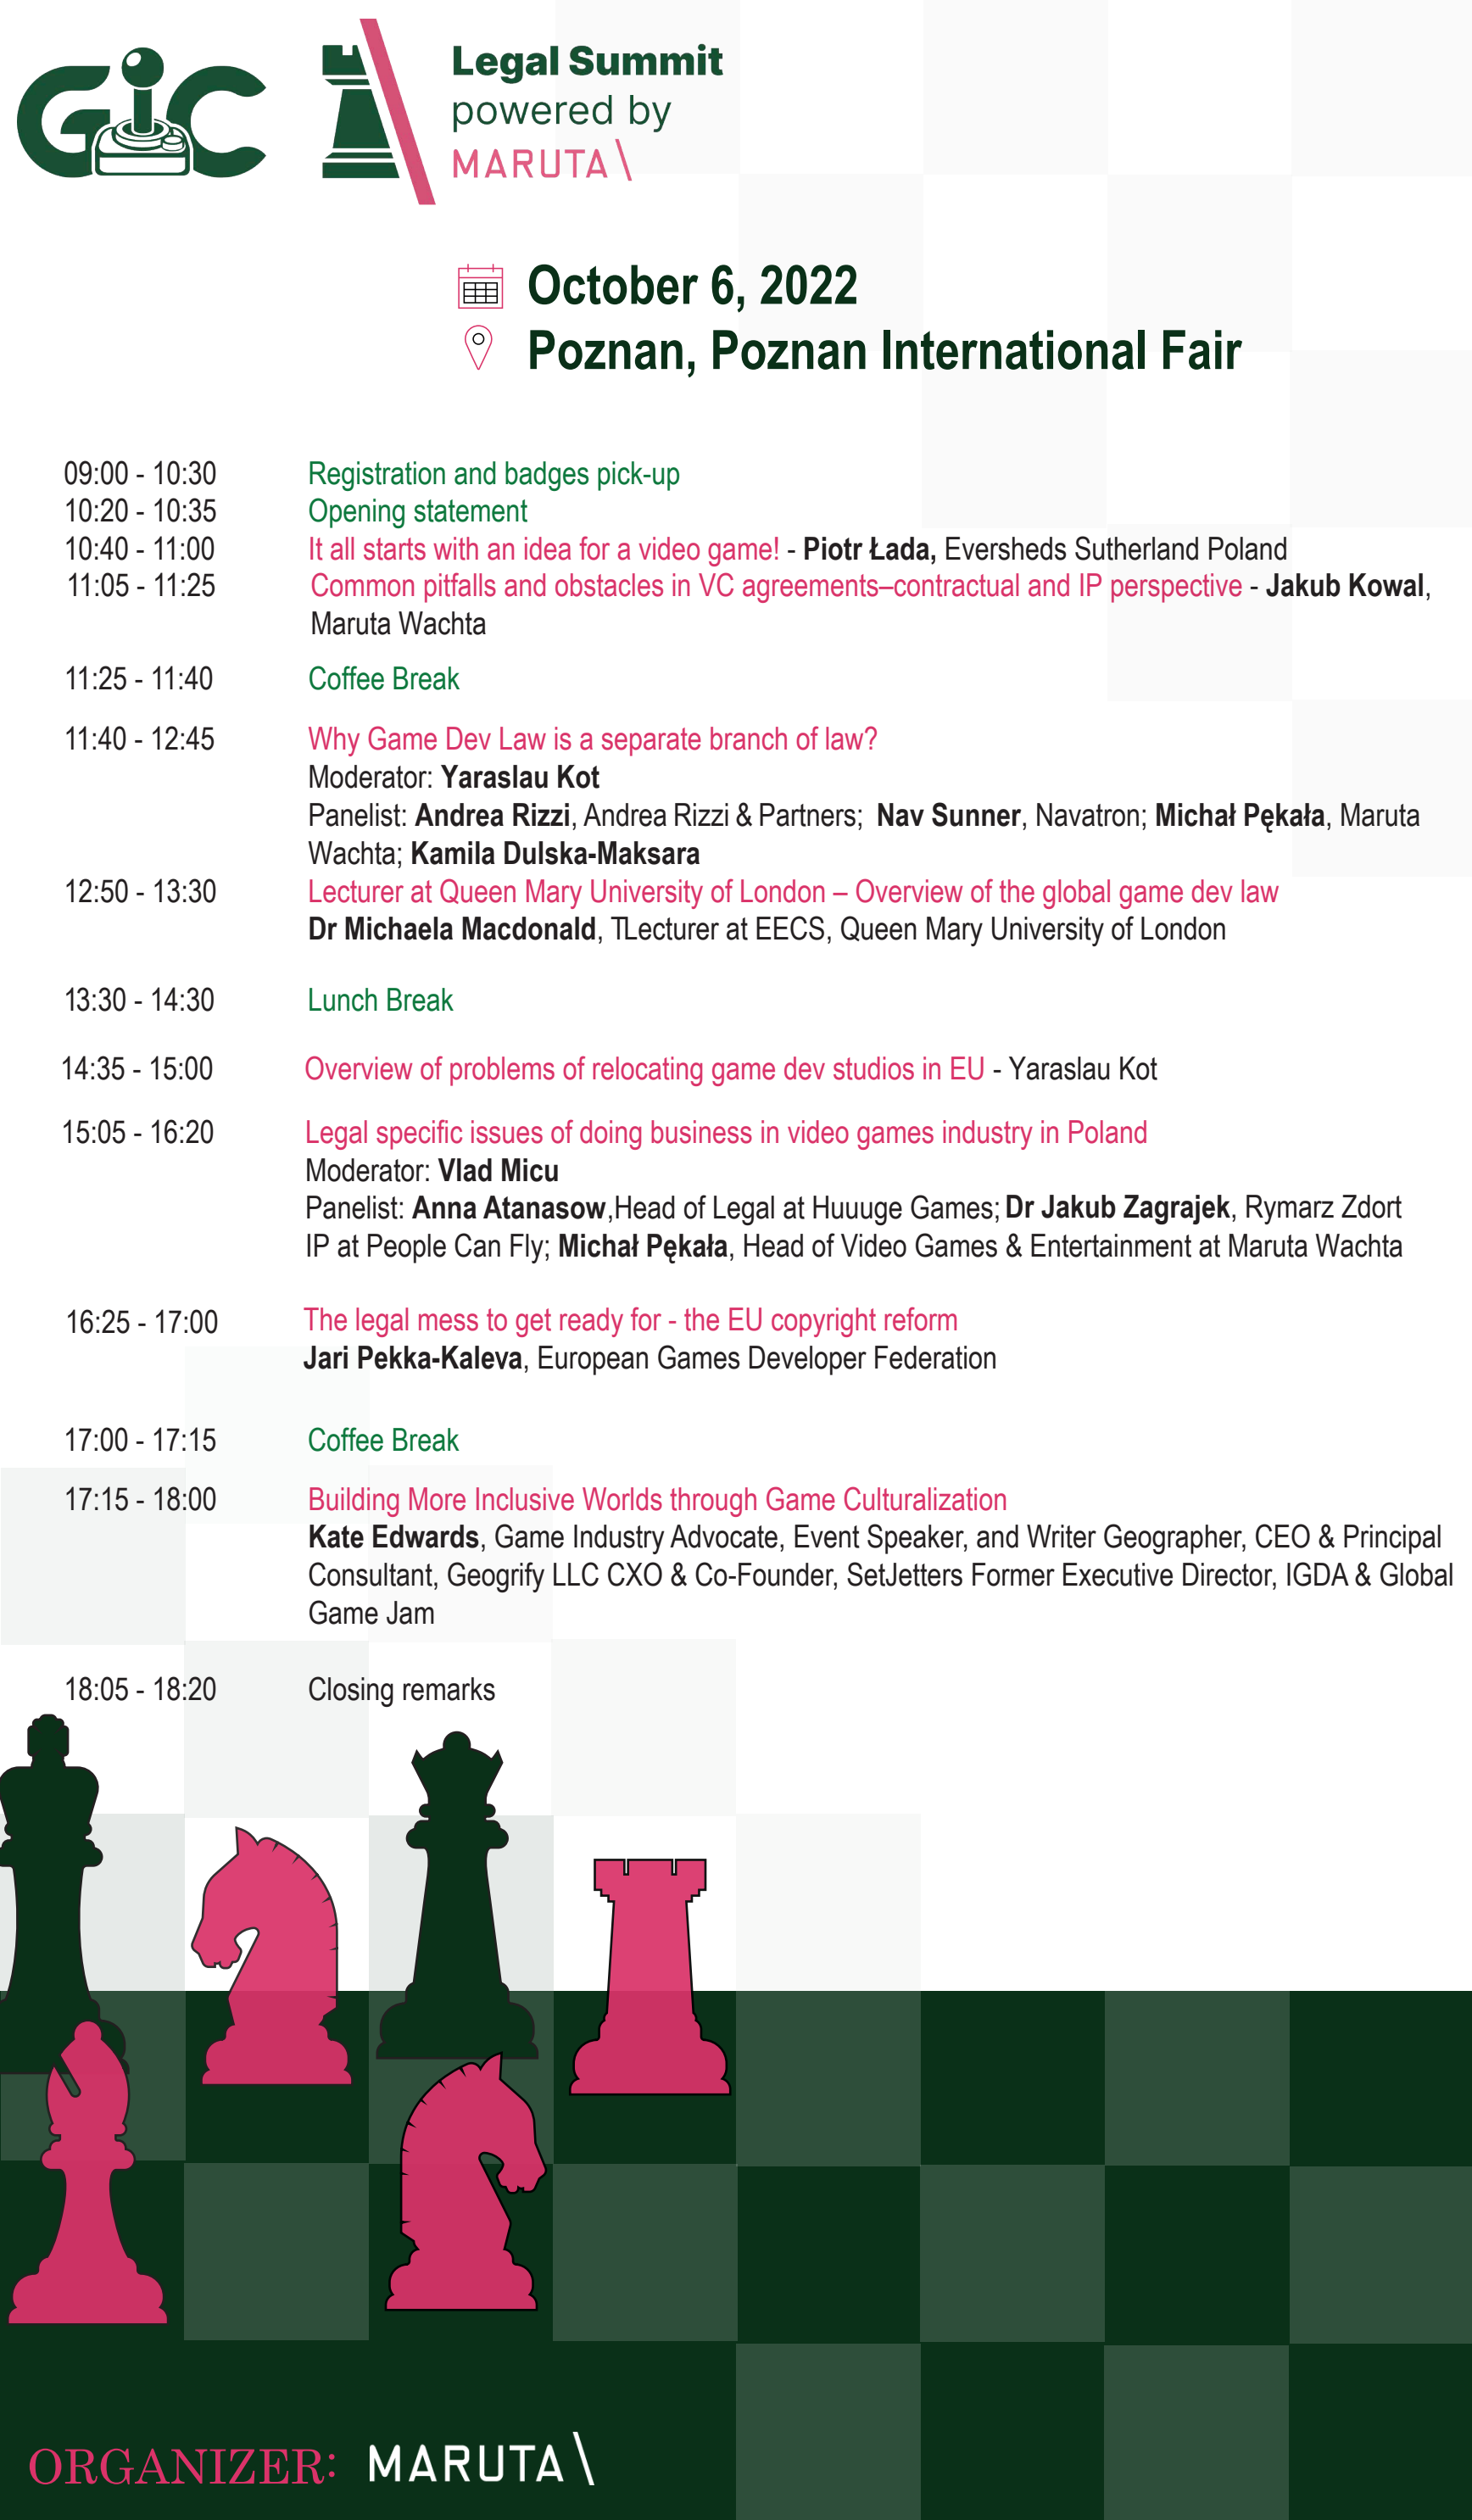 GiC
Legal Summit
powered by
MARUTA\
October 6, 2022
Poznan, Poznan International Fair
09:00 - 10:30 Registration and badges pick-up
10:20 - 10:35 Opening statement
10:40 - 11:00 It all starts with an idea for a video game! - Piotr Łada, Eversheds Sutherland Poland
11:05 - 11:25 Common pitfalls and obstacles in VC agreements–contractual and IP perspective - Jakub Kowal,
Maruta Wachta
11:25 - 11:40 Coffee Break
11:40 - 12:45 Why Game Dev Law is a separate branch of law?
Moderator: Yaraslau Kot
Panelist: Andrea Rizzi, Andrea Rizzi & Partners; Nav Sunner, Navatron; Michał Pękała, Maruta
Wachta; Kamila Dulska-Maksara
12:50 - 13:30 Lecturer at Queen Mary University of London – Overview of the global game dev law
Dr Michaela Macdonald, TLecturer at EECS, Queen Mary University of London
13:30 - 14:30 Lunch Break
14:35 - 15:00 Overview of problems of relocating game dev studios in EU - Yaraslau Kot
15:05 - 16:20 Legal specific issues of doing business in video games industry in Poland
Moderator: Vlad Micu
Panelist: Anna Atanasow,Head of Legal at Huuuge Games; Dr Jakub Zagrajek, Rymarz Zdort
IP at People Can Fly; Michał Pękała, Head of Video Games & Entertainment at Maruta Wachta
16:25 - 17:00 The legal mess to get ready for - the EU copyright reform
Jari Pekka-Kaleva, European Games Developer Federation
17:00 - 17:15 Coffee Break
17:15 - 18:00 Building More Inclusive Worlds through Game Culturalization
Kate Edwards, Game Industry Advocate, Event Speaker, and Writer Geographer, CEO & Principal
Consultant, Geogrify LLC CXO & Co-Founder, SetJetters Former Executive Director, IGDA & Global
Game Jam
18:05 - 18:20 Closing remarks
ORGANIZER: MARUTA\